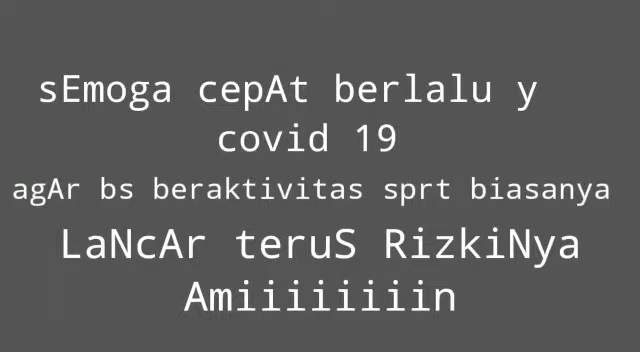 sEmoga cepAt berlalu y
covid 19
agAr bs beraktivitas sprt biasanya
LaNcAr teruS RizkiNya
Amiiiiiiiin